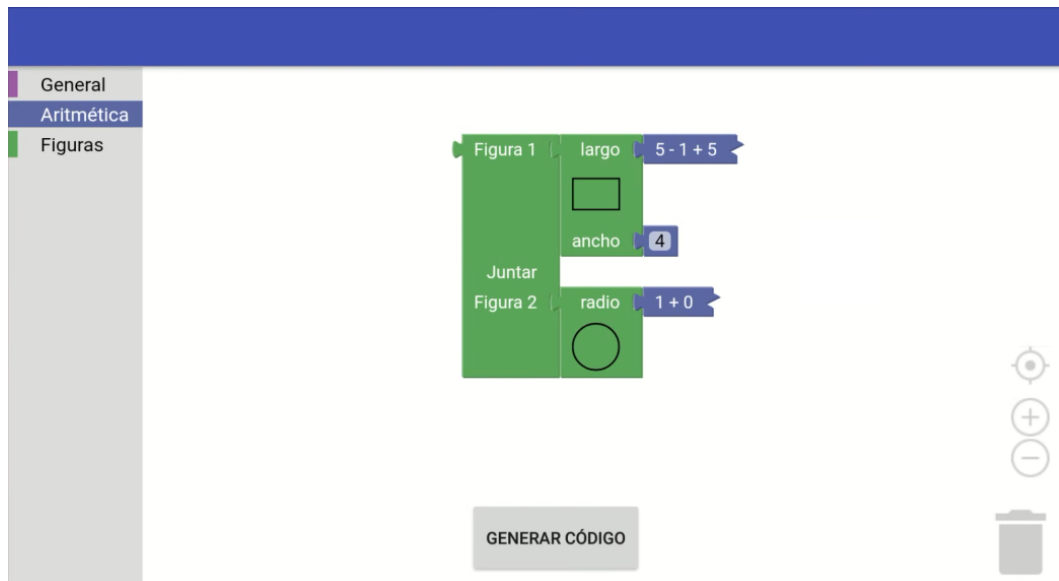 General
Aritmética
Figuras
Figura 1 largo 5 - 1 + 5
ancho 4
Juntar
Figura 2 radio 1 + 0
GENERAR CÓDIGO